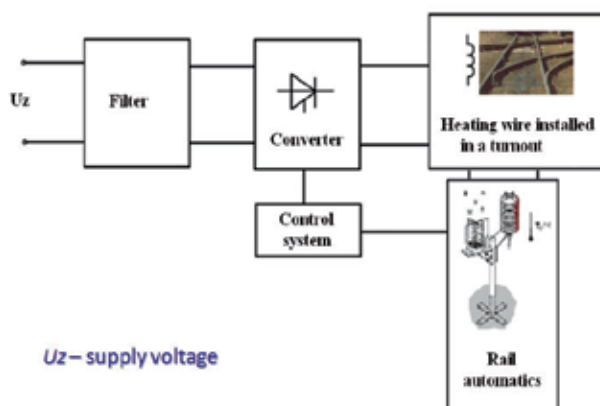 Uz
Filter
Converter
Heating wire installed
in a turnout
Control
system
Rail
automatics
Uz – supply voltage